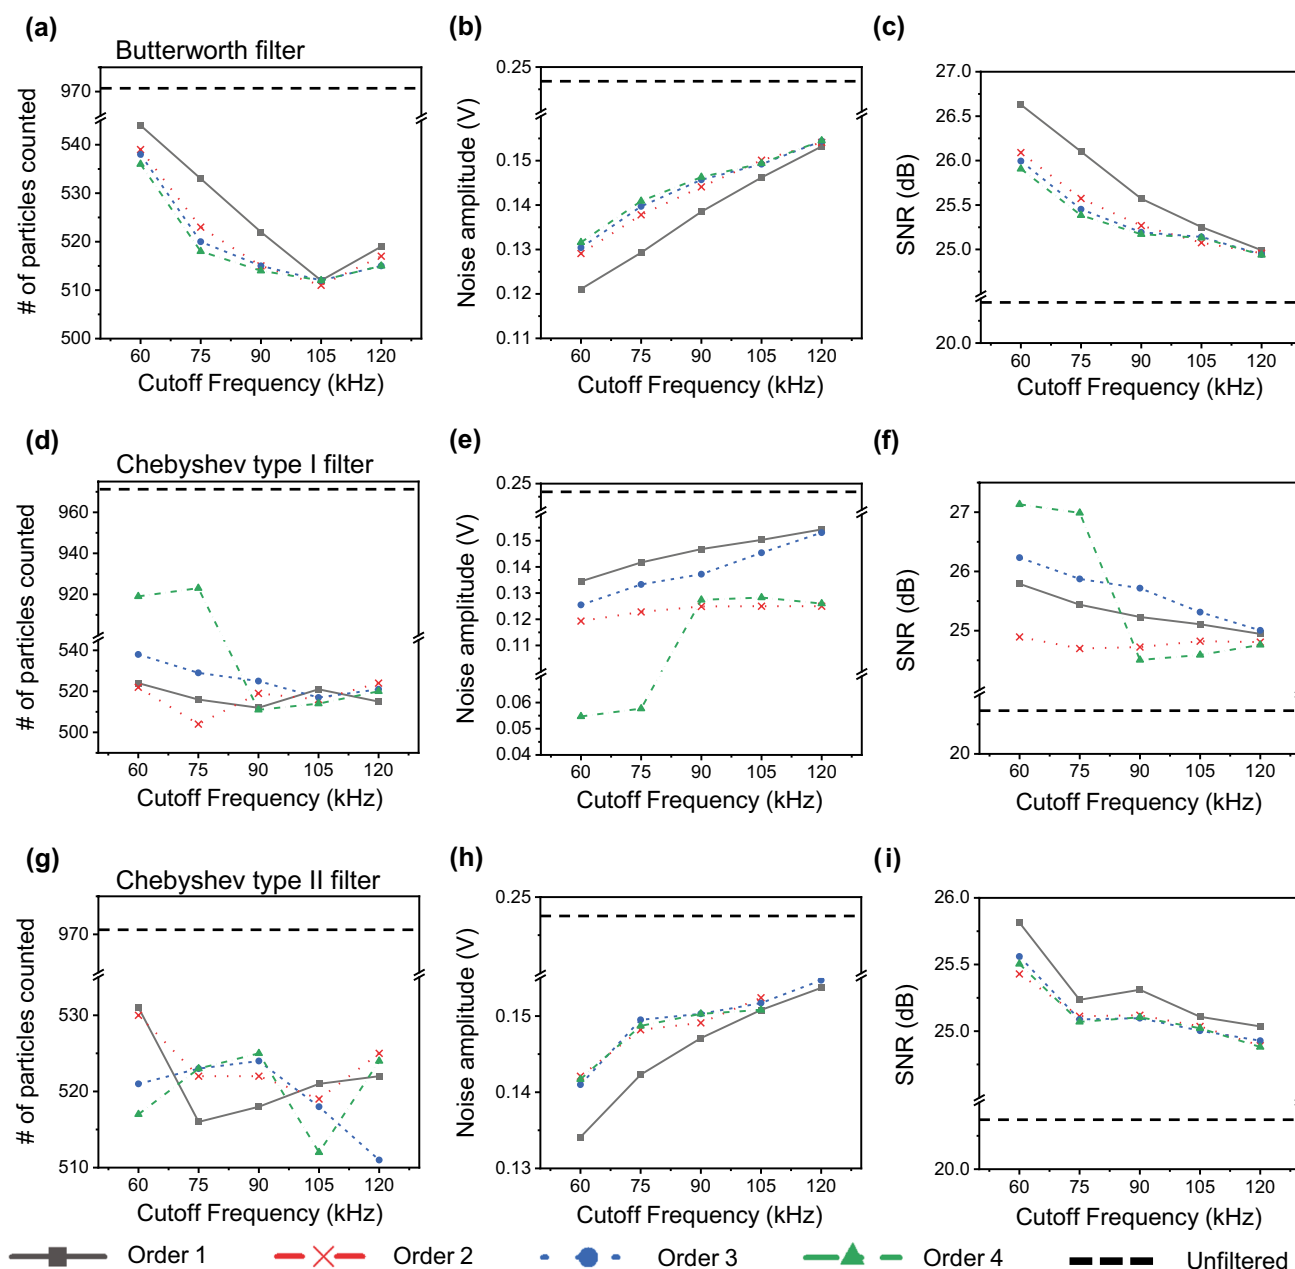 (a)
Butterworth filter
# of particles counted
970
540
530
520
510
500
60 75 90 105 120
Cutoff Frequency (kHz)
(b)
Noise amplitude (V)
0.25
0.15
0.14
0.13
0.12
0.11
60 75 90 105 120
Cutoff Frequency (kHz)
(c)
SNR (dB)
27.0
26.5
26.0
25.5
25.0
20.0
60 75 90 105 120
Cutoff Frequency (kHz)
(d)
Chebyshev type I filter
# of particles counted
960
940
920
540
520
500
60 75 90 105 120
Cutoff Frequency (kHz)
(e)
Noise amplitude (V)
0.25
0.15
0.14
0.13
0.12
0.11
0.06
0.05
0.04
60 75 90 105 120
Cutoff Frequency (kHz)
(f)
SNR (dB)
27
26
25
20
60 75 90 105 120
Cutoff Frequency (kHz)
(g)
Chebyshev type II filter
# of particles counted
970
530
520
510
60 75 90 105 120
Cutoff Frequency (kHz)
(h)
Noise amplitude (V)
0.25
0.15
0.14
0.13
60 75 90 105 120
Cutoff Frequency (kHz)
(i)
SNR (dB)
26.0
25.5
25.0
20.0
60 75 90 105 120
Cutoff Frequency (kHz)
Order 1 Order 2 Order 3 Order 4 Unfiltered